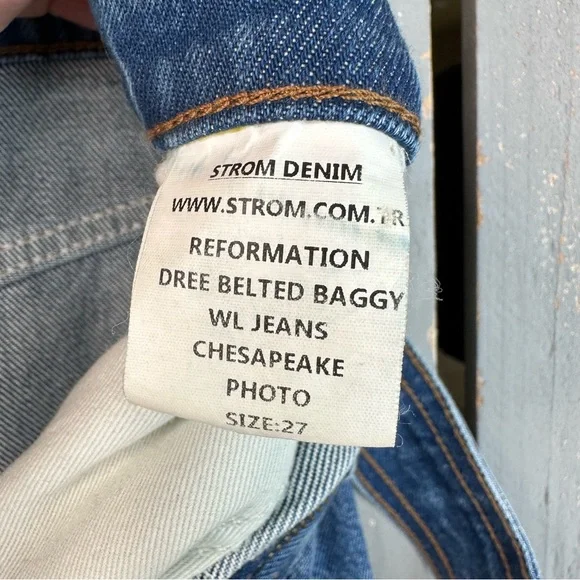 STROM DENIM
WWW.STROM.COM.TR
REFORMATION
DREE BELTED BAGGY
WL JEANS
CHESAPEAKE
PHOTO
SIZE:27